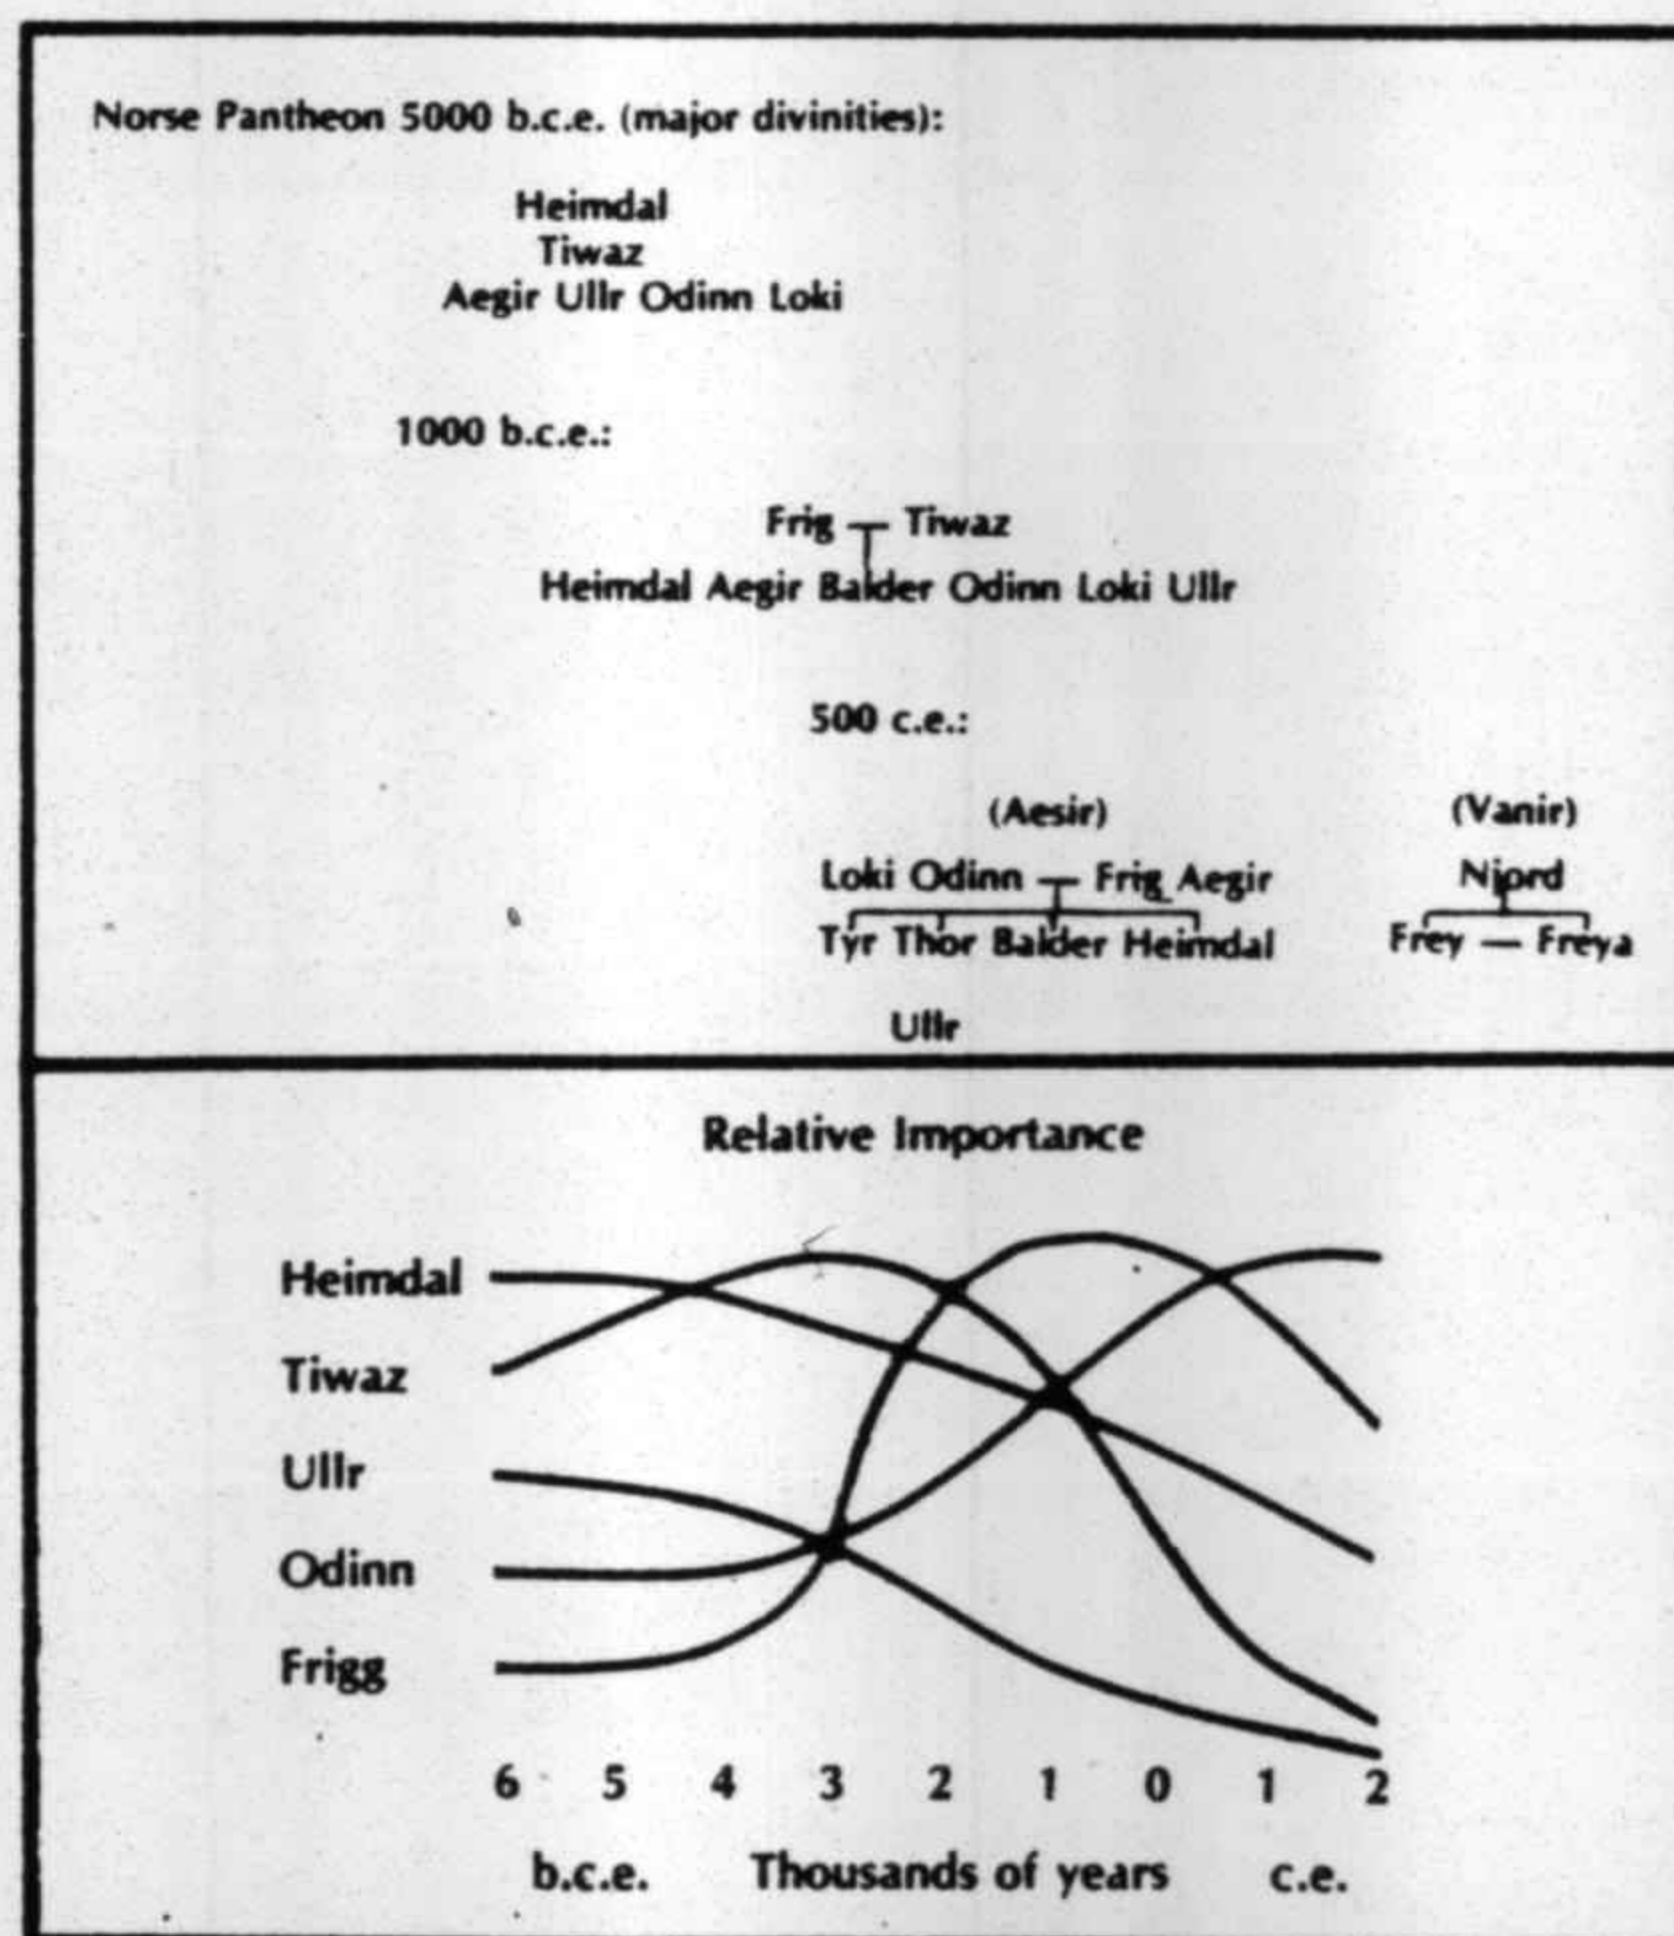 Norse Pantheon 5000 b.c.e. (major divinities):
Heimdal
Tiwaz
Aegir Ullr Odinn Loki
1000 b.c.e.:
Frig Tiwaz
Heimdal Aegir Balder Odinn Loki Ullr
500 c.e.:
(Aesir) (Vanir)
Loki Odinn Frig Aegir Njord
Tyr Thor Balder Heimdal Frey — Freya
Ullr
Relative Importance
Heimdal
Tiwaz
Ullr
Odinn
Frigg
6 5 4 3 2 1 0 1 2
b.c.e. Thousands of years c.e.